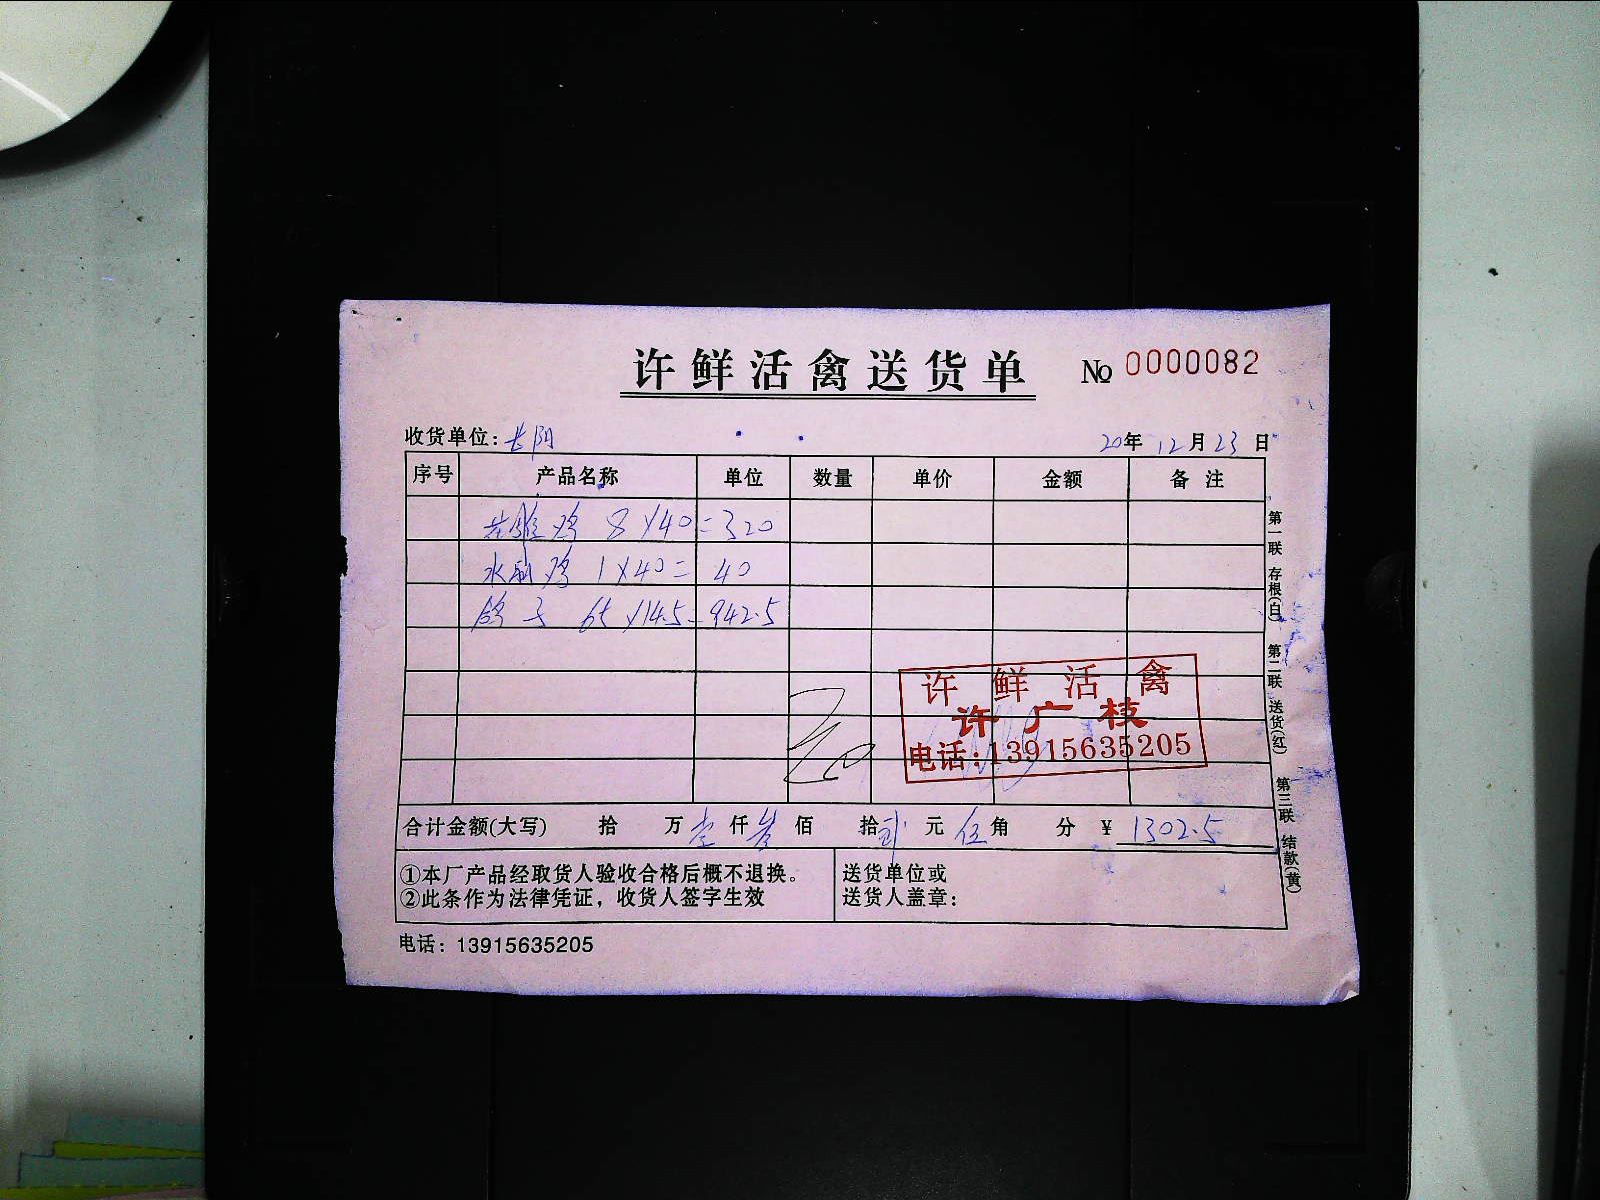 许鲜活禽送货单 № 0000082
收货单位: 20年12月23日
序号 产品名称 单位 数量 单价 金额 备注
鸡 8×40=320
水 鸡 1×40=40
鸽子 65×14.5=942.5
许鲜活禽
许广枝
电话:13915635205
合计金额(大写) 拾 万壹仟叁佰 拾贰元伍角 分 ¥ 1302.5
①本厂产品经取货人验收合格后概不退换。
②此条作为法律凭证，收货人签字生效
送货单位或
送货人盖章:
电话: 13915635205
第一联 存根(白) 第二联 送货(红) 第三联 结款(黄)